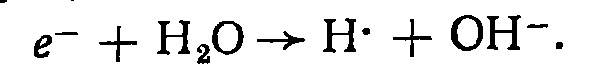 e⁻ + H₂O → H· + OH⁻.